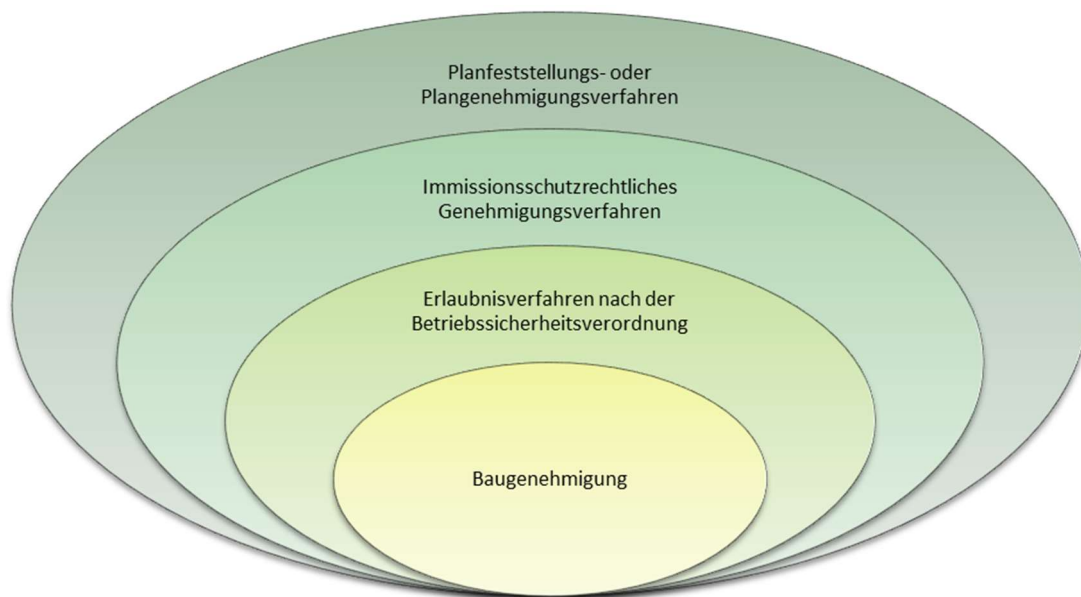 Planfeststellungs- oder
Plangenehmigungsverfahren
Immissionsschutzrechtliches
Genehmigungsverfahren
Erlaubnisverfahren nach der
Betriebssicherheitsverordnung
Baugenehmigung